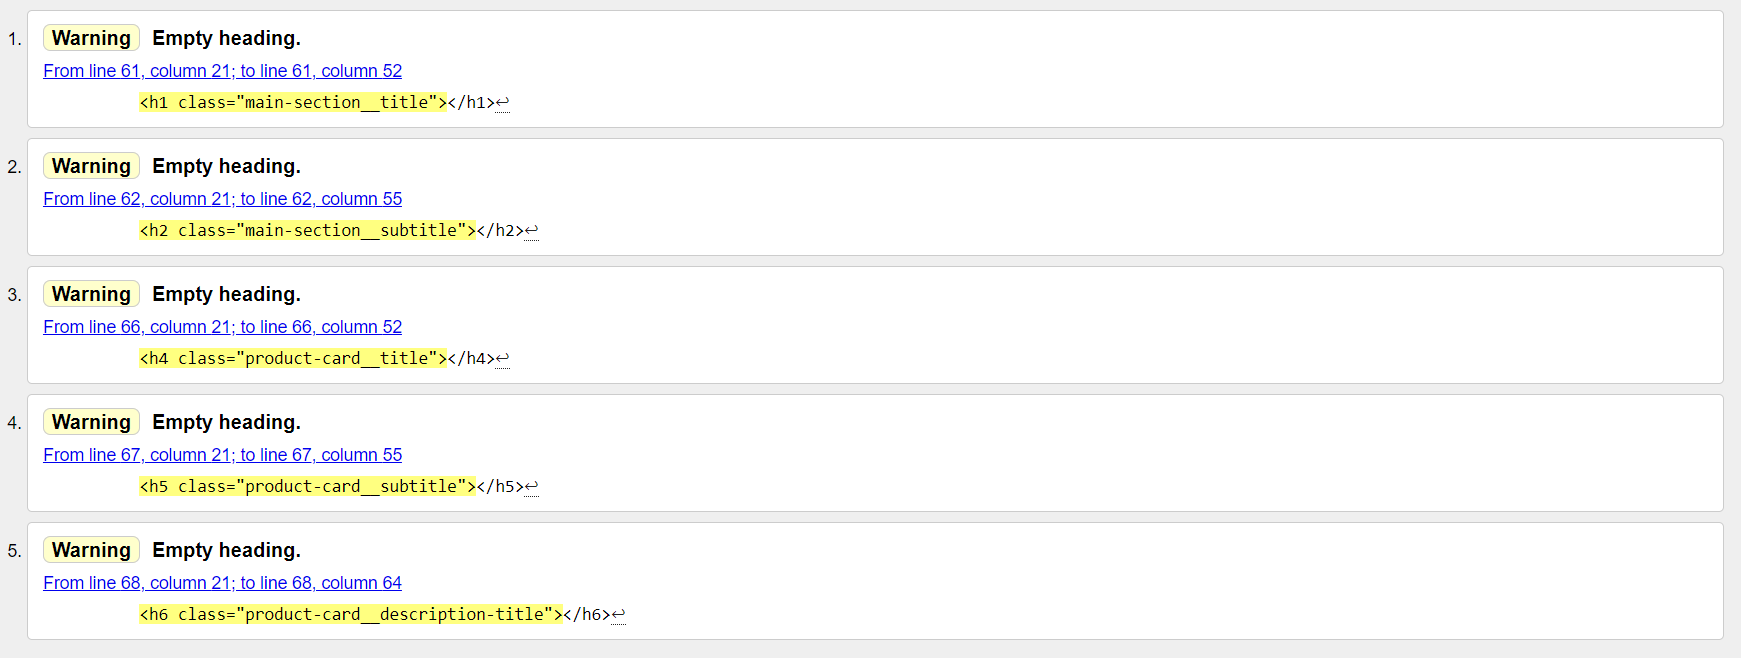 1. Warning Empty heading.
From line 61, column 21; to line 61, column 52
<h1 class="main-section__title"></h1>↩
2. Warning Empty heading.
From line 62, column 21; to line 62, column 55
<h2 class="main-section__subtitle"></h2>↩
3. Warning Empty heading.
From line 66, column 21; to line 66, column 52
<h4 class="product-card__title"></h4>↩
4. Warning Empty heading.
From line 67, column 21; to line 67, column 55
<h5 class="product-card__subtitle"></h5>↩
5. Warning Empty heading.
From line 68, column 21; to line 68, column 64
<h6 class="product-card__description-title"></h6>↩